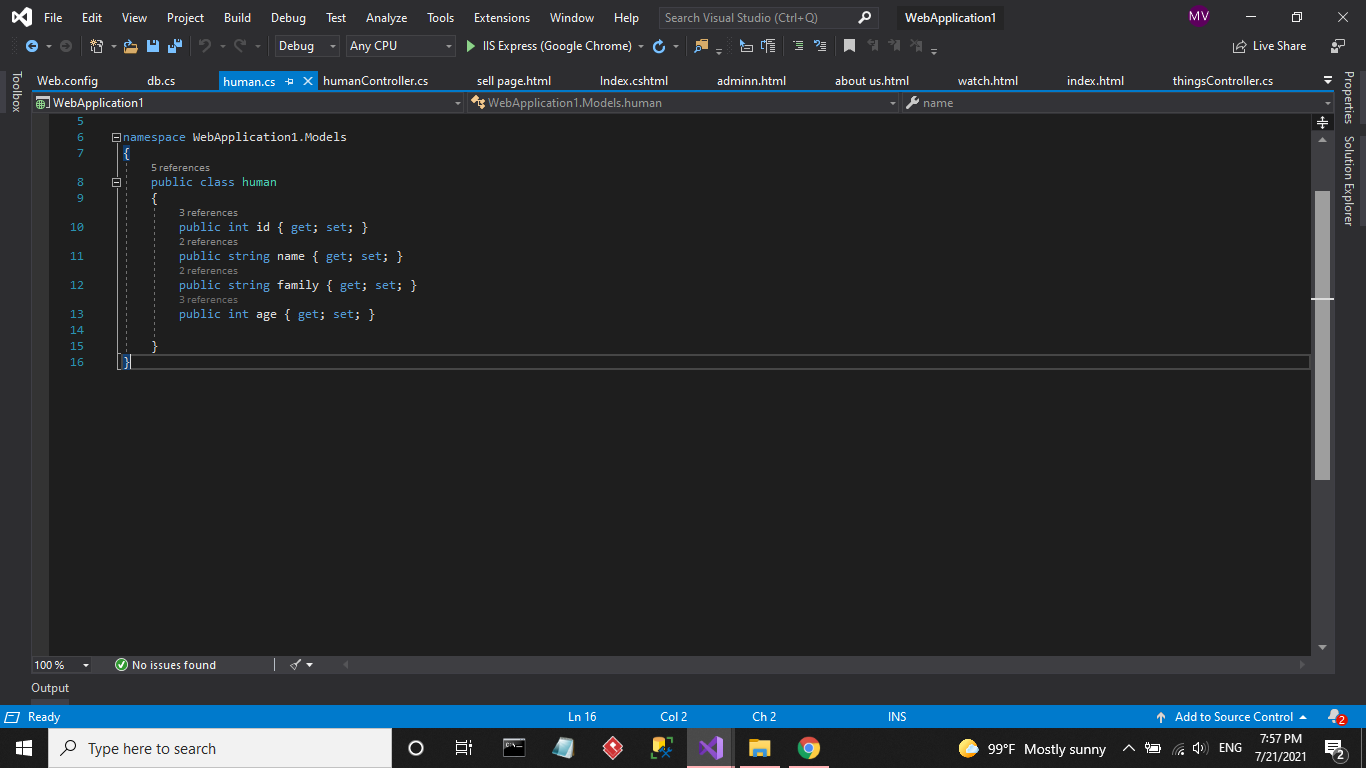 File Edit View Project Build Debug Test Analyze Tools Extensions Window Help Search Visual Studio (Ctrl+Q) WebApplication1 MV
Debug Any CPU IIS Express (Google Chrome) Live Share
Toolbox
Web.config db.cs human.cs humanController.cs sell page.html Index.cshtml adminn.html about us.html watch.html index.html thingsController.cs
Properties
Solution Explorer
WebApplication1 WebApplication1.Models.human name
5
6 namespace WebApplication1.Models
7 {
5 references
8 public class human
9 {
3 references
10 public int id { get; set; }
2 references
11 public string name { get; set; }
2 references
12 public string family { get; set; }
3 references
13 public int age { get; set; }
14
15 }
16 }
100 % No issues found
Output
Ready Ln 16 Col 2 Ch 2 INS Add to Source Control 2
Type here to search 99°F Mostly sunny ENG 7:57 PM
7/21/2021 2